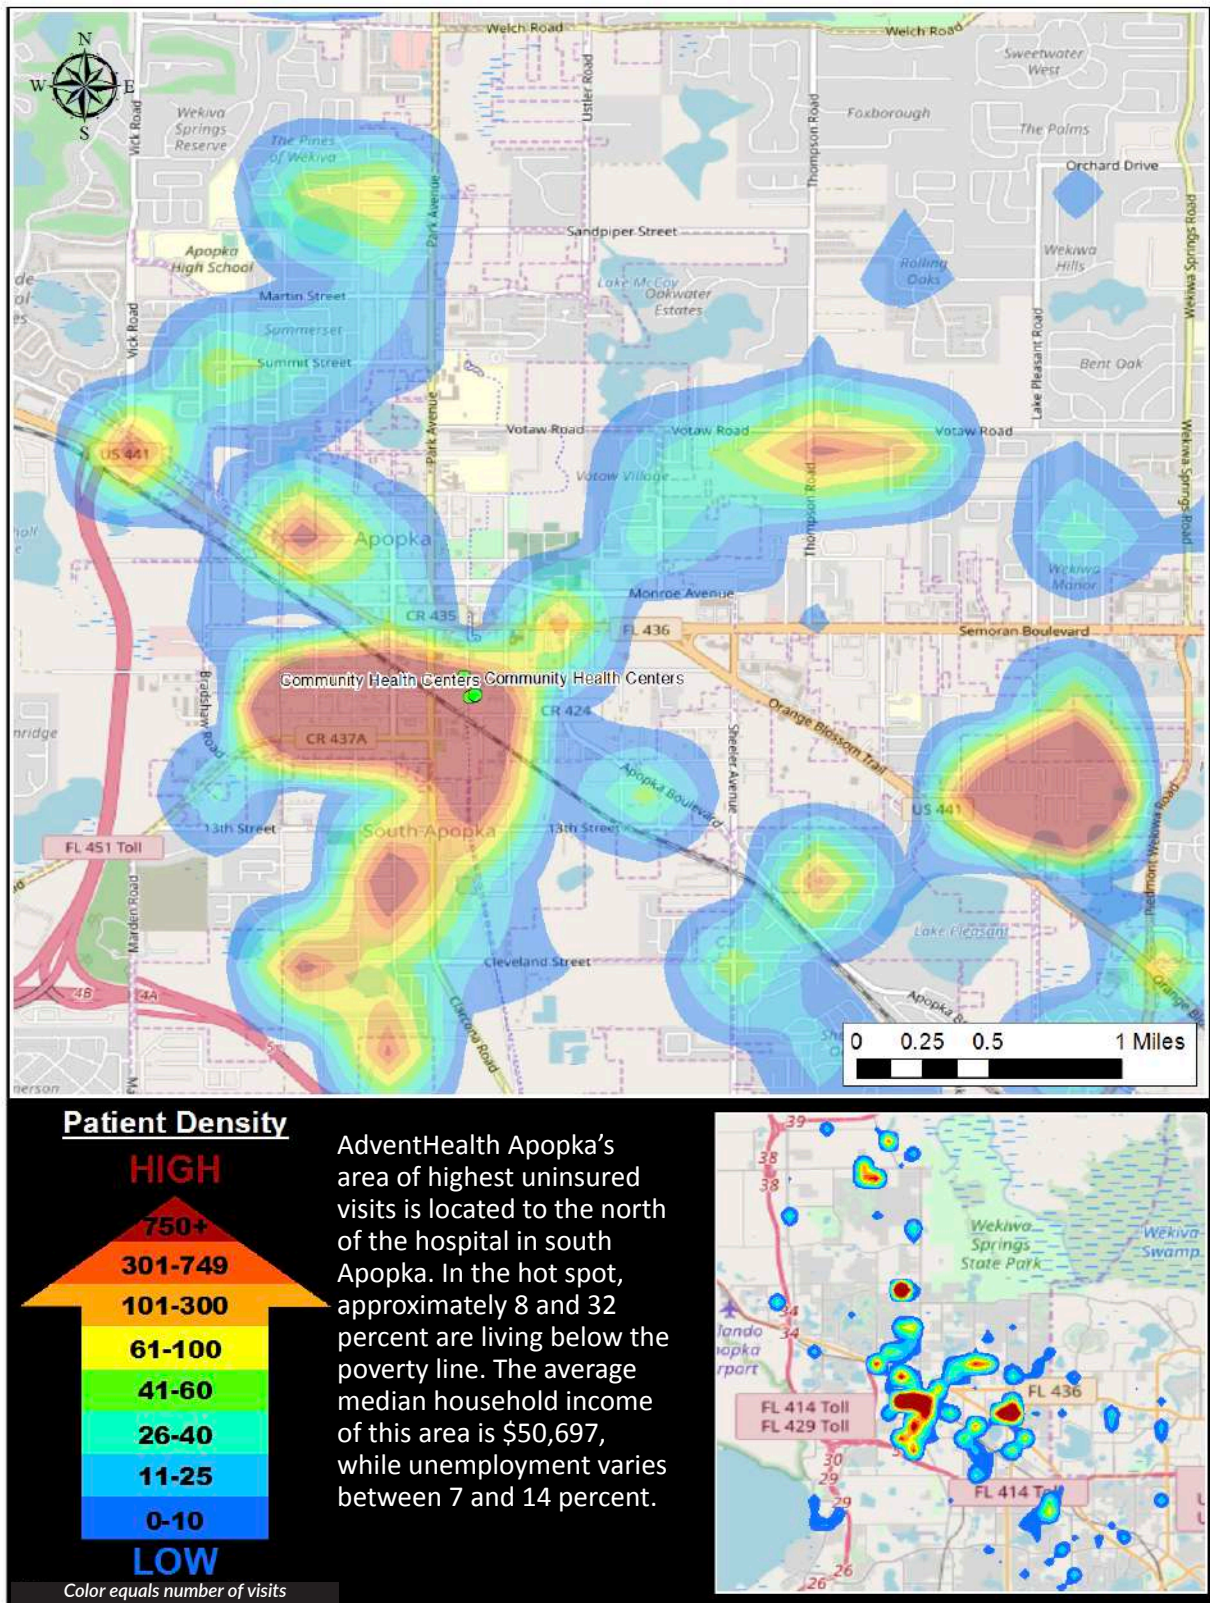 Welch Road
Welch Road
N
W
E
S
Vick Road
Wekiva
Springs
Reserve
The Pines
of Wekiva
Ustler Road
Thompson Road
Foxborough
Sweetwater
West
The Palms
Orchard Drive
Park Avenue
Sandpiper Street
Apopka
High School
Lake McCoy
Oakwater
Estates
Rolling
Oaks
Wekiwa
Hills
Wekiwa Springs Road
Martin Street
Summerset
Vick Road
Summit Street
Lake Pleasant Road
Bent Oak
Park Avenue
Votaw Road
Votaw Road
Votaw Road
US 441
Votaw Village
Thompson Road
Wekiwa Springs Road
Apopka
Wekiwa
Manor
Monroe Avenue
CR 435
FL 436
Semoran Boulevard
Community Health Centers
Community Health Centers
Bradshaw Road
CR 424
CR 437A
Orange Blossom Trail
Sheeler Avenue
Apopka Boulevard
US 441
13th Street
South Apopka
13th Street
FL 451 Toll
Piedmont Wekiwa Road
Marden Road
Lake Pleasant
Cleveland Street
4B
4A
Clarcona Road
Apopka B
Orange Blo
0 0.25 0.5 1 Miles
Patient Density
HIGH
750+
301-749
101-300
61-100
41-60
26-40
11-25
0-10
LOW
Color equals number of visits
AdventHealth Apopka’s
area of highest uninsured
visits is located to the north
of the hospital in south
Apopka. In the hot spot,
approximately 8 and 32
percent are living below the
poverty line. The average
median household income
of this area is $50,697,
while unemployment varies
between 7 and 14 percent.
39
38
38
Wekiwa
Springs
State Park
Wekiva
Swamp
34
34
lando
opka
rport
FL 436
FL 414 Toll
FL 429 Toll
30
29
29
FL 414 Toll
26
26